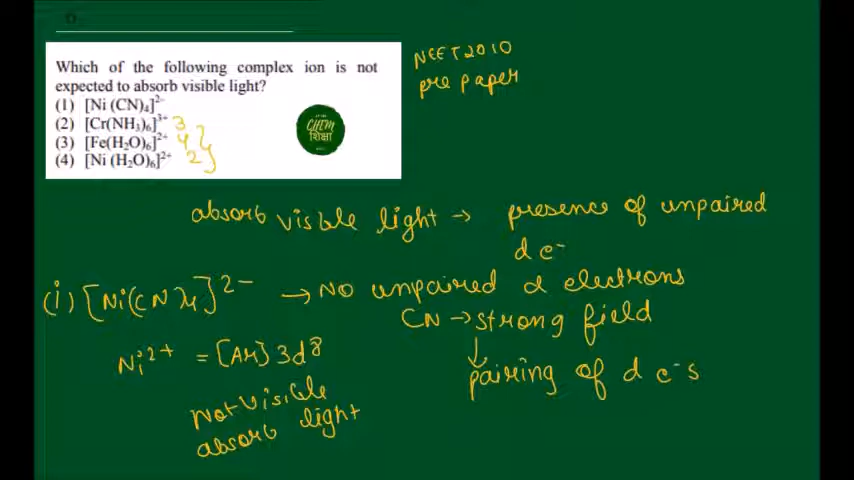 Which of the following complex ion is not
expected to absorb visible light?
(1) [Ni (CN)₄]²⁻
(2) [Cr(NH₃)₆]³⁺ 3
(3) [Fe(H₂O)₆]²⁺ 4
(4) [Ni (H₂O)₆]²⁺ 2
CHEM
शिक्षा
NEET 2010
pre paper
absorb visible light → presence of unpaired
d e⁻
(i) [Ni(CN)₄]²⁻ → No unpaired d electrons
CN → strong field
Ni²⁺ = [Ar] 3d⁸
pairing of d e⁻s
Not visible
absorb light